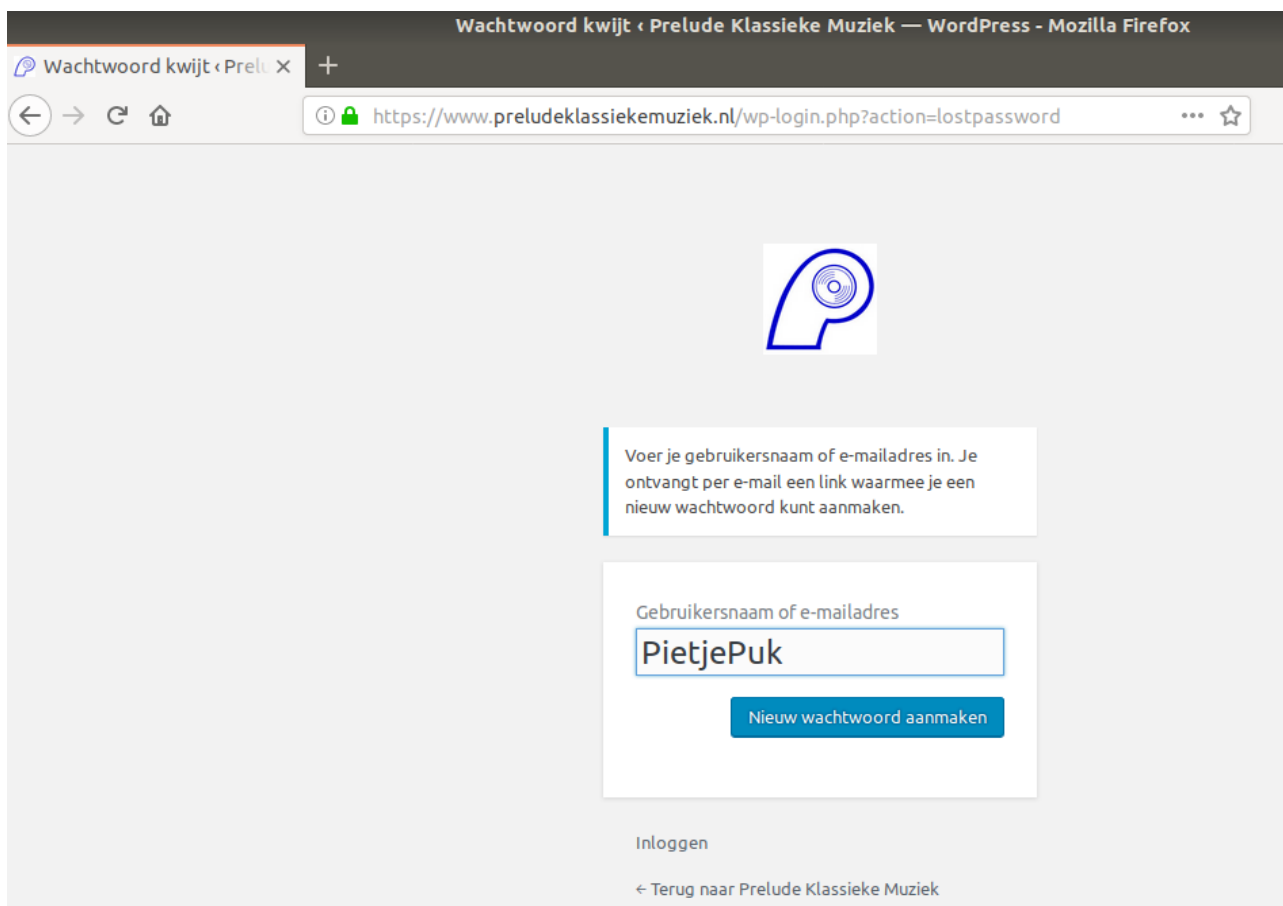 Wachtwoord kwijt ‹ Prelude Klassieke Muziek — WordPress - Mozilla Firefox
Wachtwoord kwijt ‹ Prelu
https://www.preludeklassiekemuziek.nl/wp-login.php?action=lostpassword
Voer je gebruikersnaam of e-mailadres in. Je
ontvangt per e-mail een link waarmee je een
nieuw wachtwoord kunt aanmaken.
Gebruikersnaam of e-mailadres
PietjePuk
Nieuw wachtwoord aanmaken
Inloggen
← Terug naar Prelude Klassieke Muziek